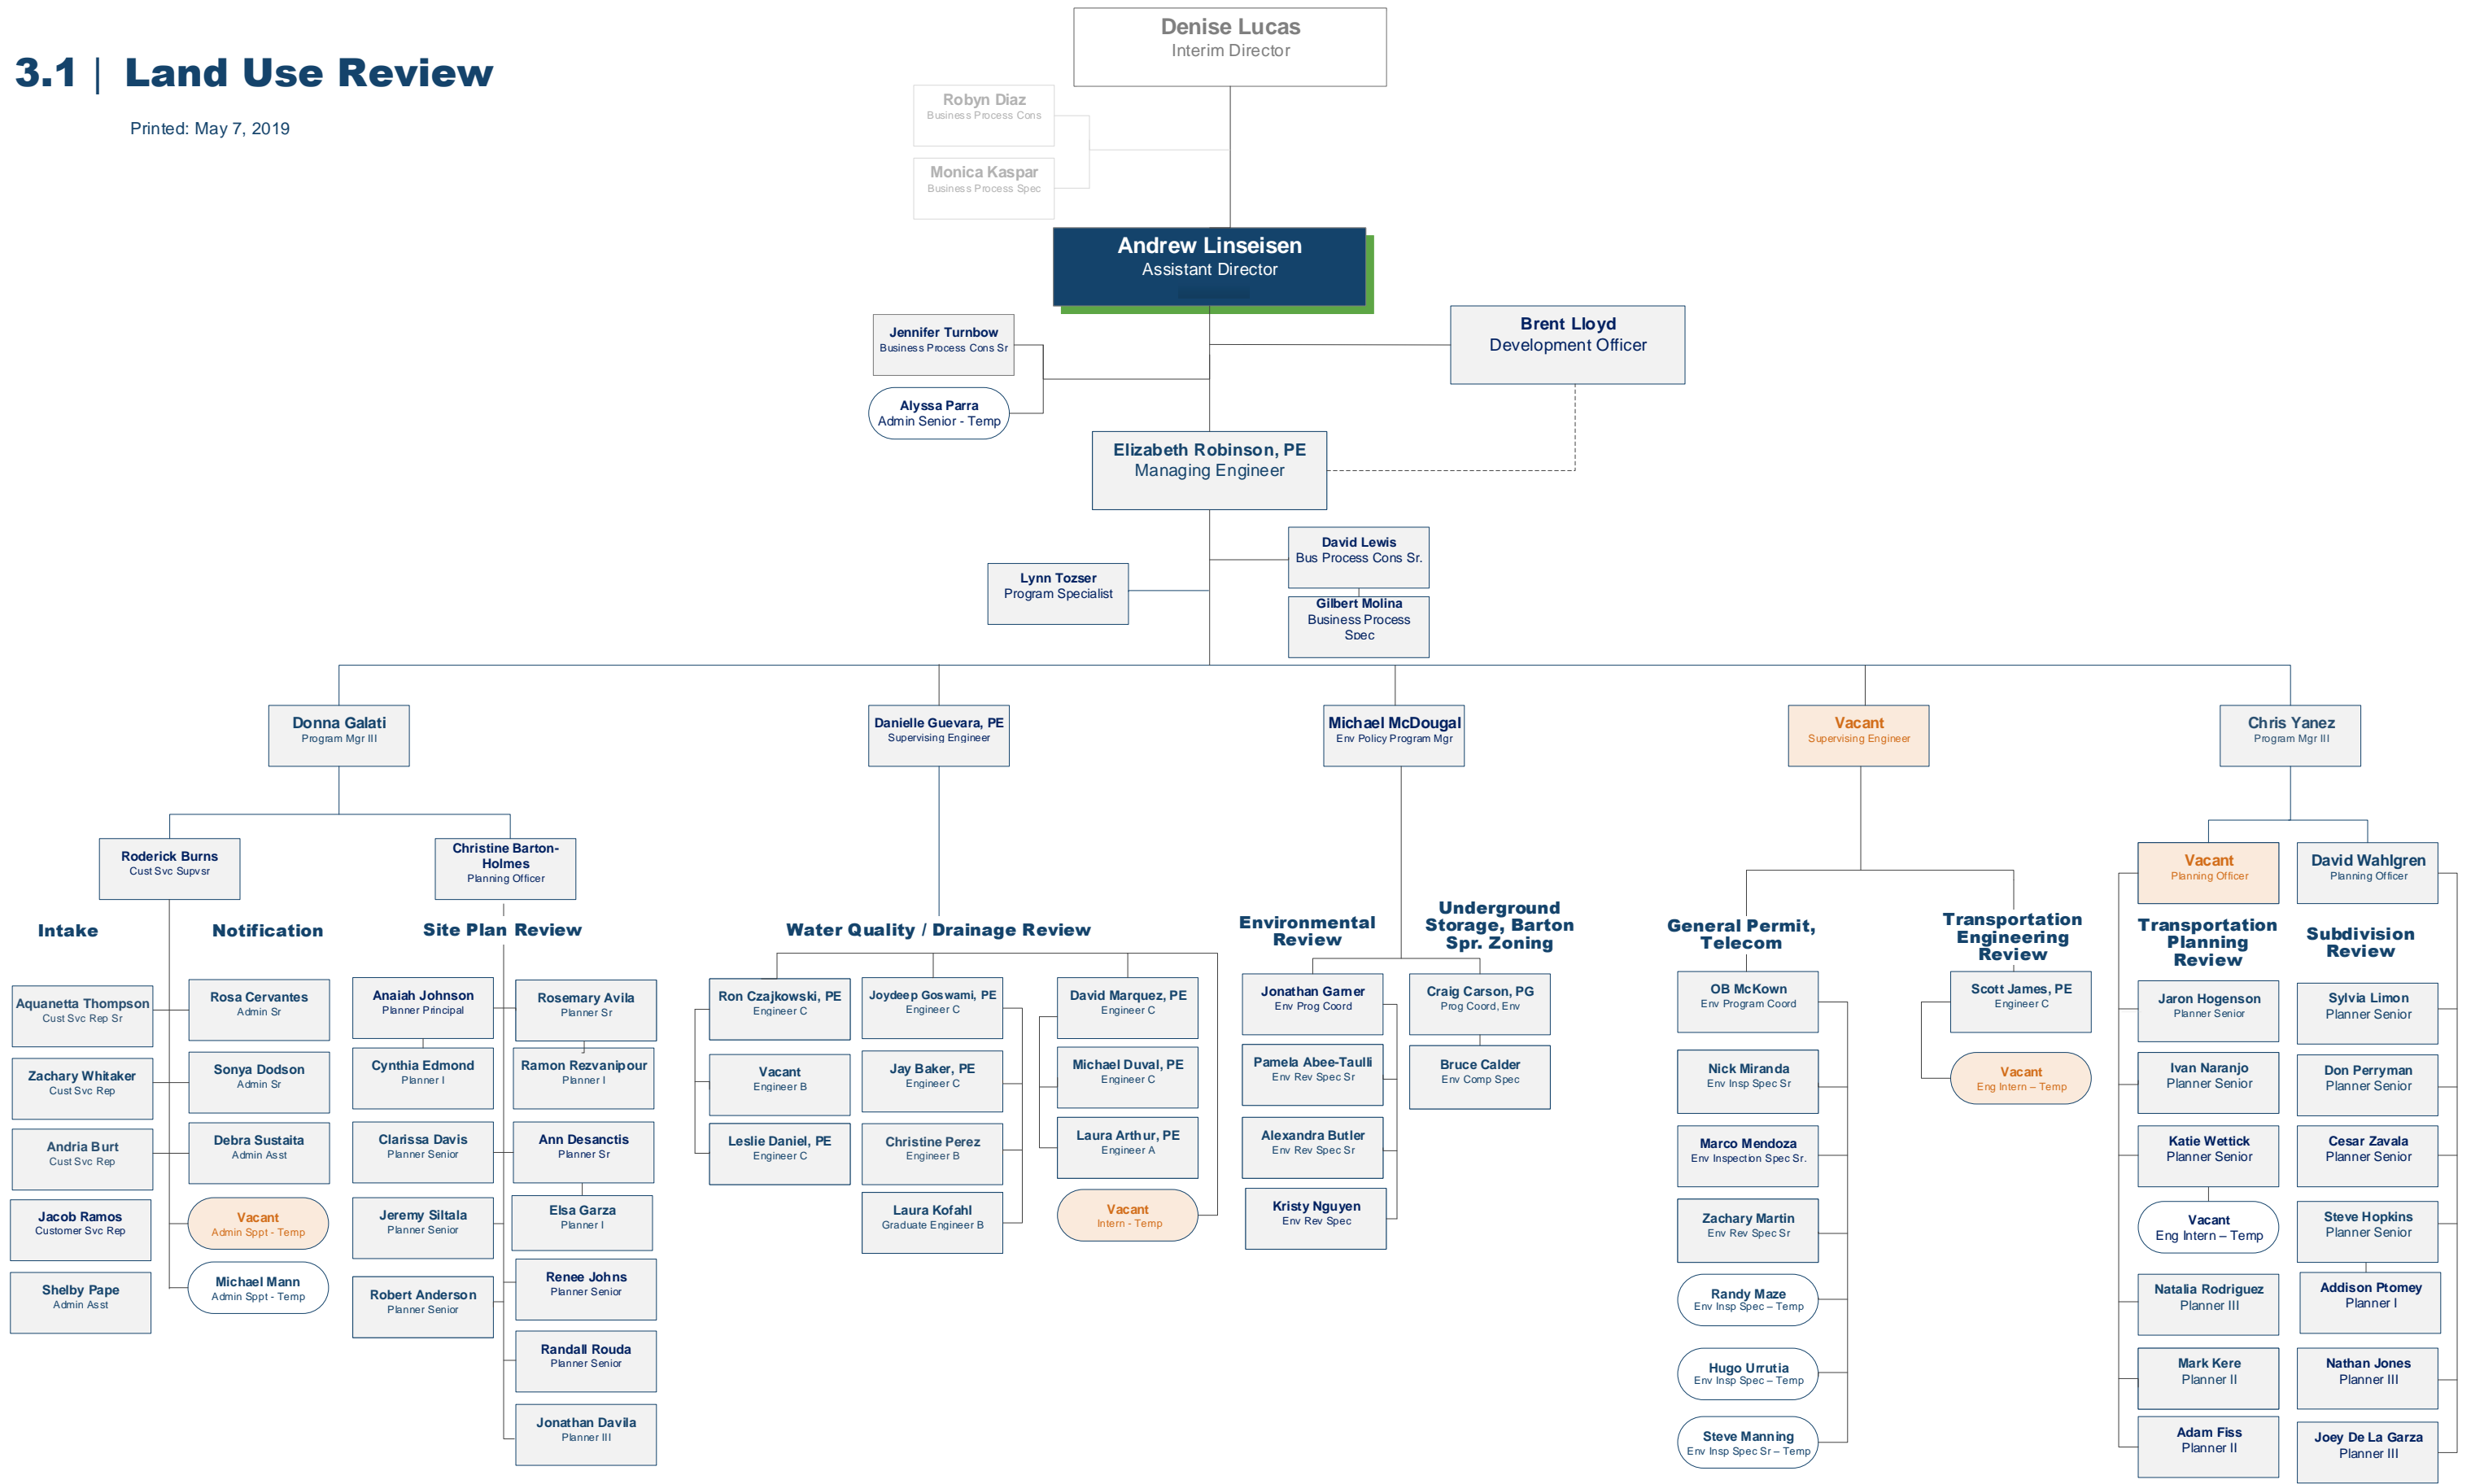 Denise Lucas
Interim Director
3.1 | Land Use Review
Printed: May 7, 2019
Robyn Diaz
Business Process Cons
Monica Kaspar
Business Process Spec
Andrew Linseisen
Assistant Director
Jennifer Turnbow
Business Process Cons Sr
Alyssa Parra
Admin Senior - Temp
Brent Lloyd
Development Officer
Elizabeth Robinson, PE
Managing Engineer
David Lewis
Bus Process Cons Sr.
Lynn Tozser
Program Specialist
Gilbert Molina
Business Process
Spec
Donna Galati
Program Mgr III
Danielle Guevara, PE
Supervising Engineer
Michael McDougal
Env Policy Program Mgr
Vacant
Supervising Engineer
Chris Yanez
Program Mgr III
Roderick Burns
Cust Svc Supvsr
Christine Barton-
Holmes
Planning Officer
Vacant
Planning Officer
David Wahlgren
Planning Officer
Intake
Aquanetta Thompson
Cust Svc Rep Sr
Zachary Whitaker
Cust Svc Rep
Andria Burt
Cust Svc Rep
Jacob Ramos
Customer Svc Rep
Shelby Pape
Admin Asst
Notification
Rosa Cervantes
Admin Sr
Sonya Dodson
Admin Sr
Debra Sustaita
Admin Asst
Vacant
Admin Sppt - Temp
Michael Mann
Admin Sppt - Temp
Site Plan Review
Anaiah Johnson
Planner Principal
Cynthia Edmond
Planner I
Clarissa Davis
Planner Senior
Jeremy Siltala
Planner Senior
Robert Anderson
Planner Senior
Rosemary Avila
Planner Sr
Ramon Rezvanipour
Planner I
Ann Desanctis
Planner Sr
Elsa Garza
Planner I
Renee Johns
Planner Senior
Randall Rouda
Planner Senior
Jonathan Davila
Planner III
Water Quality / Drainage Review
Ron Czajkowski, PE
Engineer C
Vacant
Engineer B
Leslie Daniel, PE
Engineer C
Joydeep Goswami, PE
Engineer C
Jay Baker, PE
Engineer C
Christine Perez
Engineer B
Laura Kofahl
Graduate Engineer B
David Marquez, PE
Engineer C
Michael Duval, PE
Engineer C
Laura Arthur, PE
Engineer A
Vacant
Intern - Temp
Environmental
Review
Jonathan Garner
Env Prog Coord
Pamela Abee-Taulli
Env Rev Spec Sr
Alexandra Butler
Env Rev Spec Sr
Kristy Nguyen
Env Rev Spec
Underground
Storage, Barton
Spr. Zoning
Craig Carson, PG
Prog Coord, Env
Bruce Calder
Env Comp Spec
General Permit,
Telecom
OB McKown
Env Program Coord
Nick Miranda
Env Insp Spec Sr
Marco Mendoza
Env Inspection Spec Sr.
Zachary Martin
Env Rev Spec Sr
Randy Maze
Env Insp Spec – Temp
Hugo Urrutia
Env Insp Spec – Temp
Steve Manning
Env Insp Spec Sr – Temp
Transportation
Engineering
Review
Scott James, PE
Engineer C
Vacant
Eng Intern – Temp
Transportation
Planning
Review
Jaron Hogenson
Planner Senior
Ivan Naranjo
Planner Senior
Katie Wettick
Planner Senior
Vacant
Eng Intern – Temp
Natalia Rodriguez
Planner III
Mark Kere
Planner II
Adam Fiss
Planner II
Subdivision
Review
Sylvia Limon
Planner Senior
Don Perryman
Planner Senior
Cesar Zavala
Planner Senior
Steve Hopkins
Planner Senior
Addison Ptomey
Planner I
Nathan Jones
Planner III
Joey De La Garza
Planner III